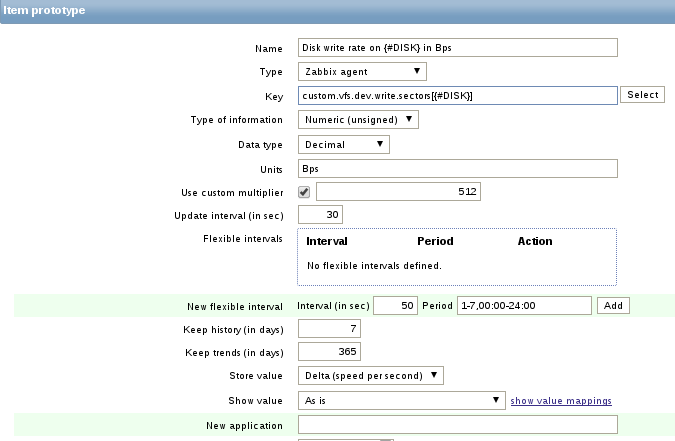 Item prototype
Name Disk write rate on {#DISK} in Bps
Type Zabbix agent
Key custom.vfs.dev.write.sectors[{#DISK}] Select
Type of information Numeric (unsigned)
Data type Decimal
Units Bps
Use custom multiplier 512
Update interval (in sec) 30
Flexible intervals Interval Period Action
No flexible intervals defined.
New flexible interval Interval (in sec) 50 Period 1-7,00:00-24:00 Add
Keep history (in days) 7
Keep trends (in days) 365
Store value Delta (speed per second)
Show value As is show value mappings
New application